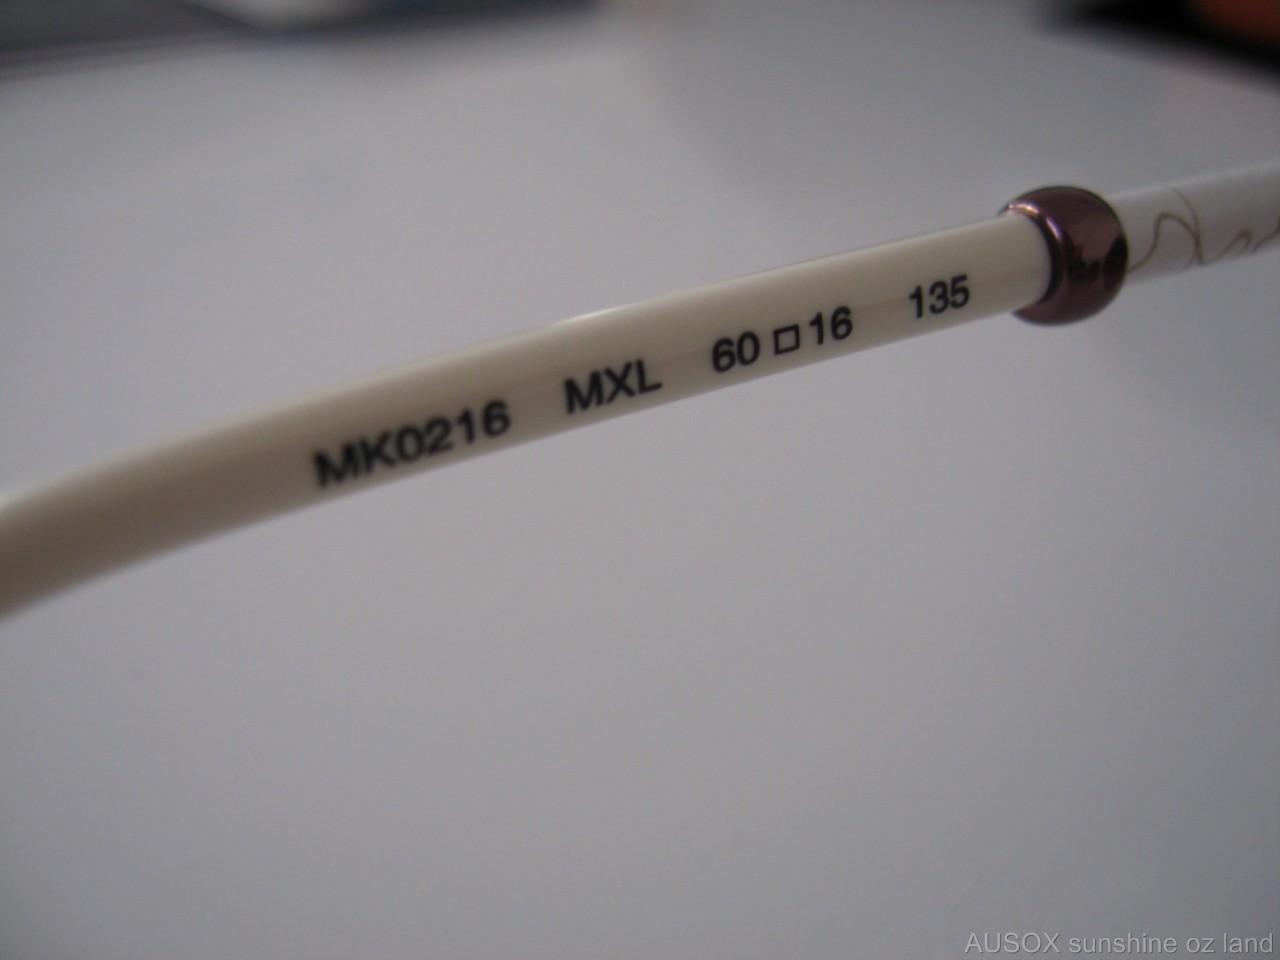 MK0216 MXL 60□16 135
AUSOX sunshine oz land